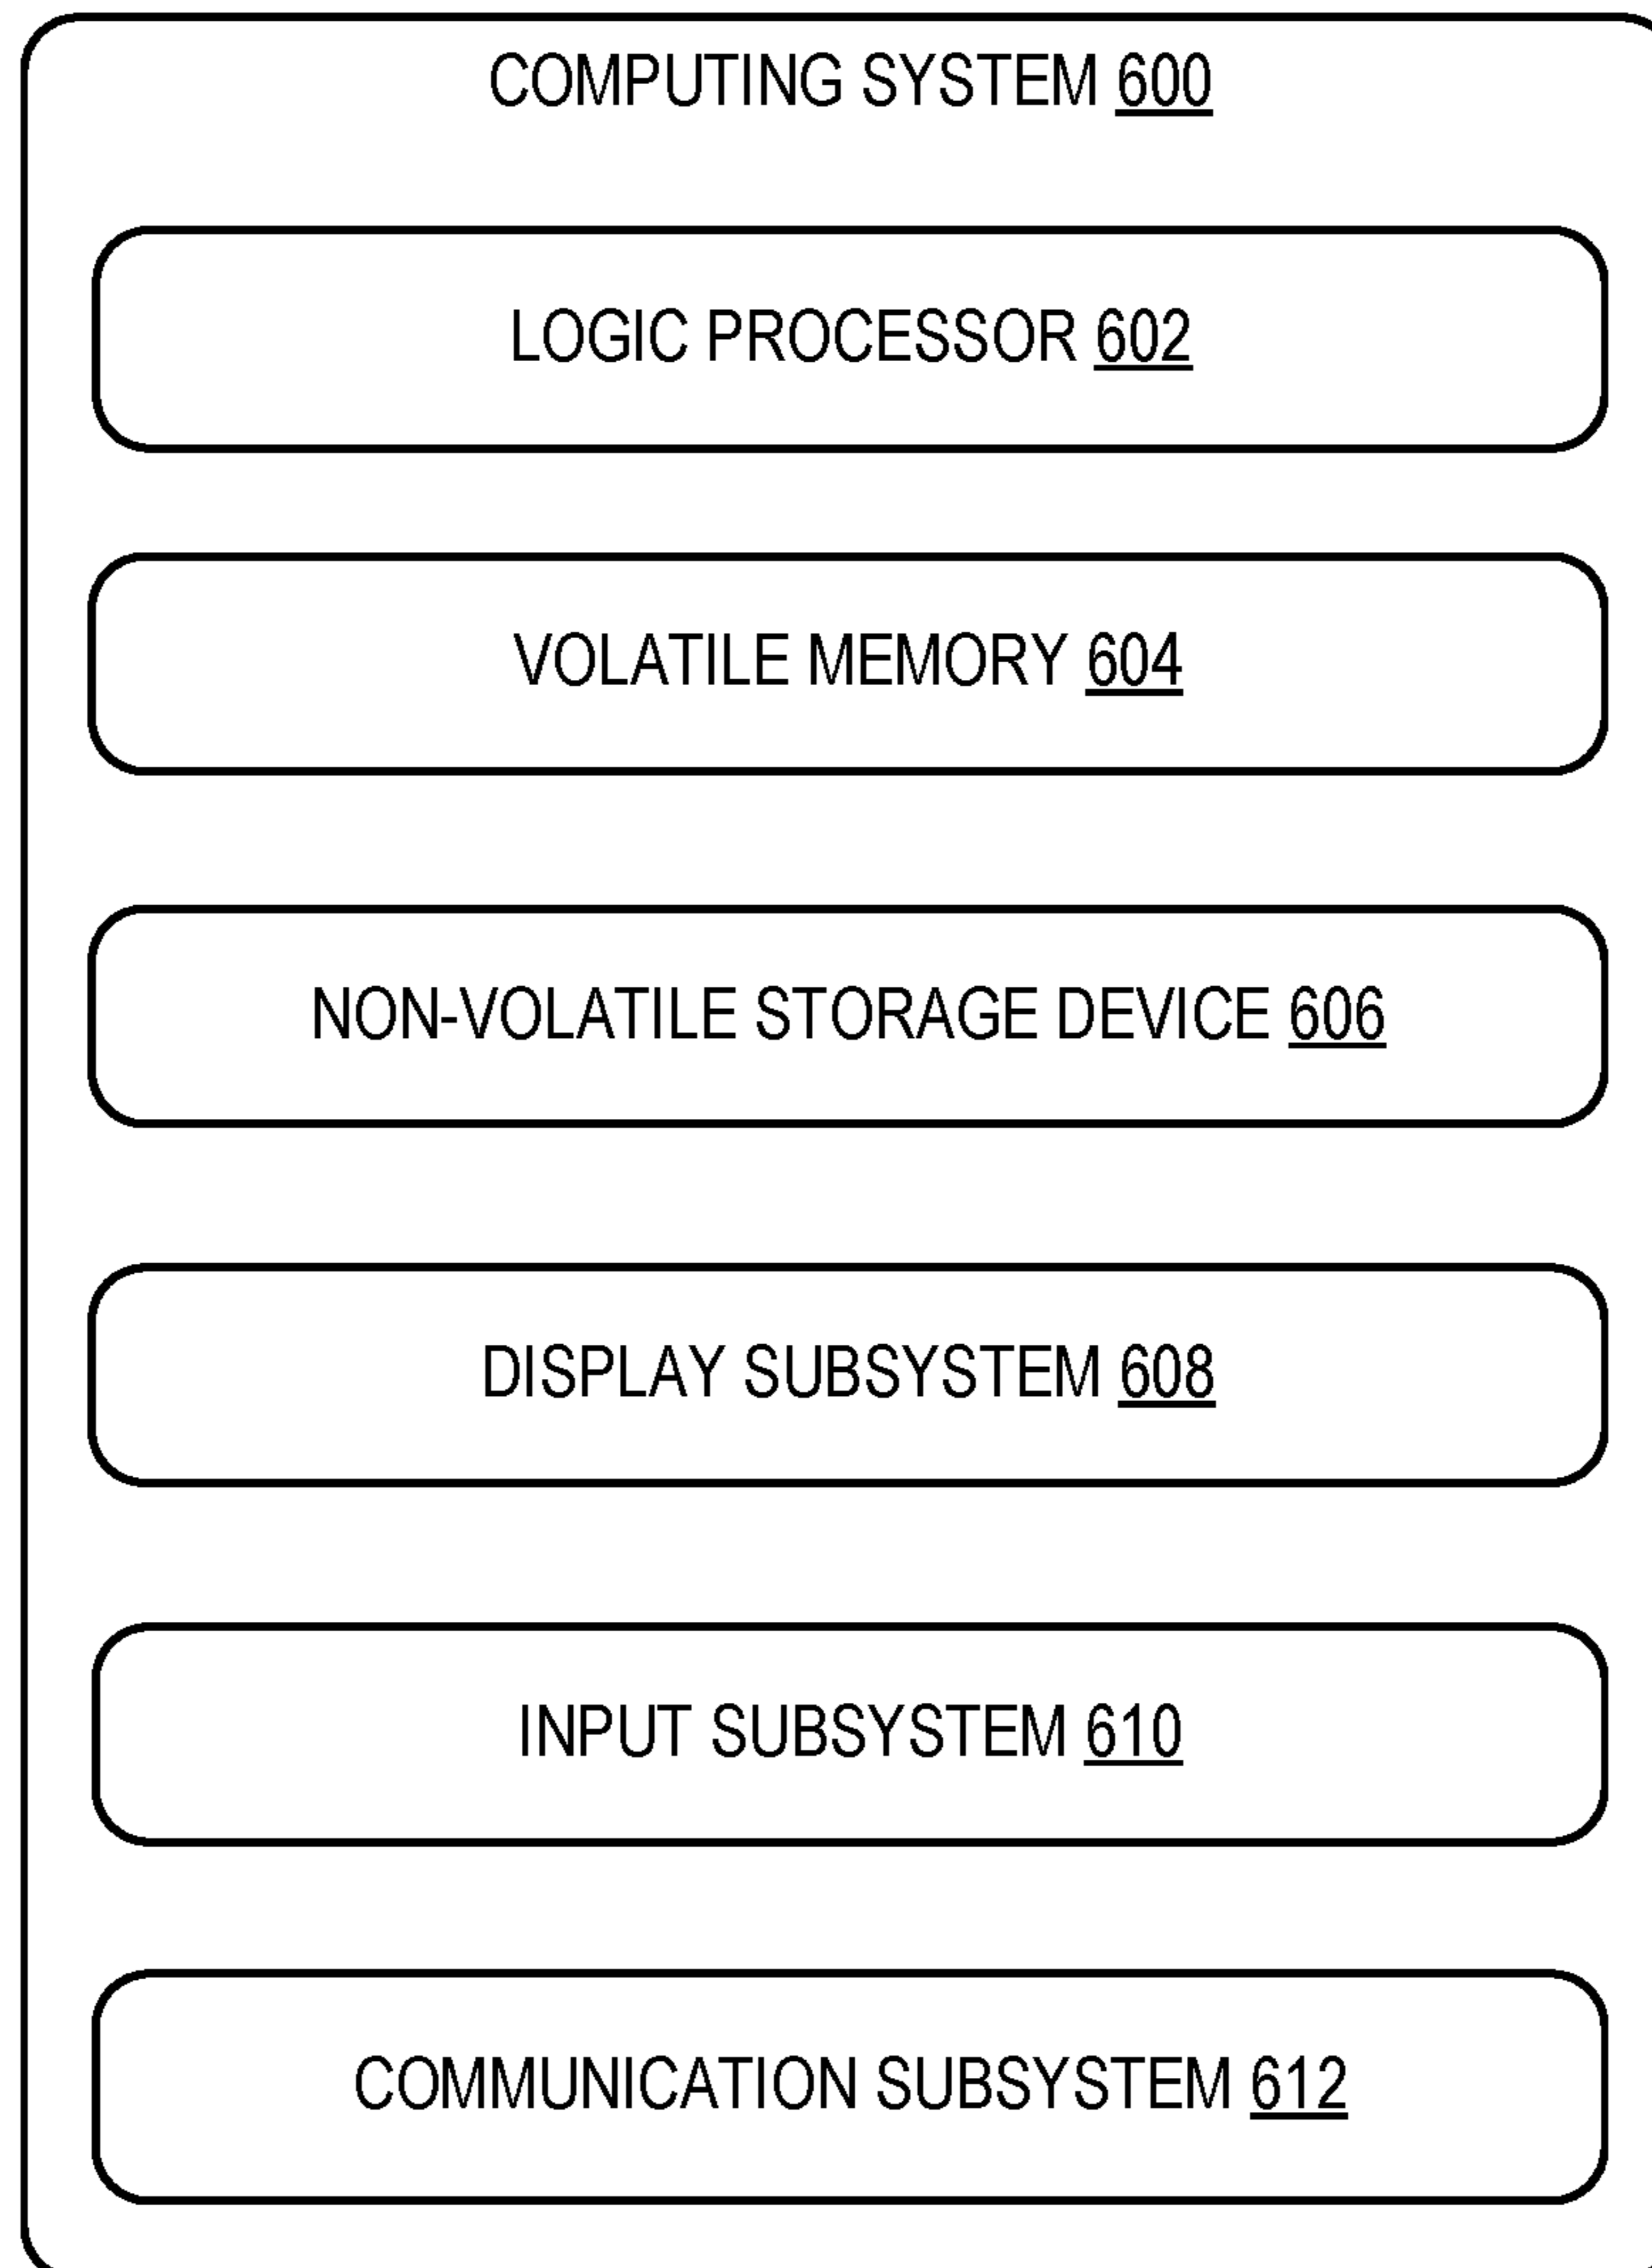 COMPUTING SYSTEM 600
LOGIC PROCESSOR 602
VOLATILE MEMORY 604
NON-VOLATILE STORAGE DEVICE 606
DISPLAY SUBSYSTEM 608
INPUT SUBSYSTEM 610
COMMUNICATION SUBSYSTEM 612